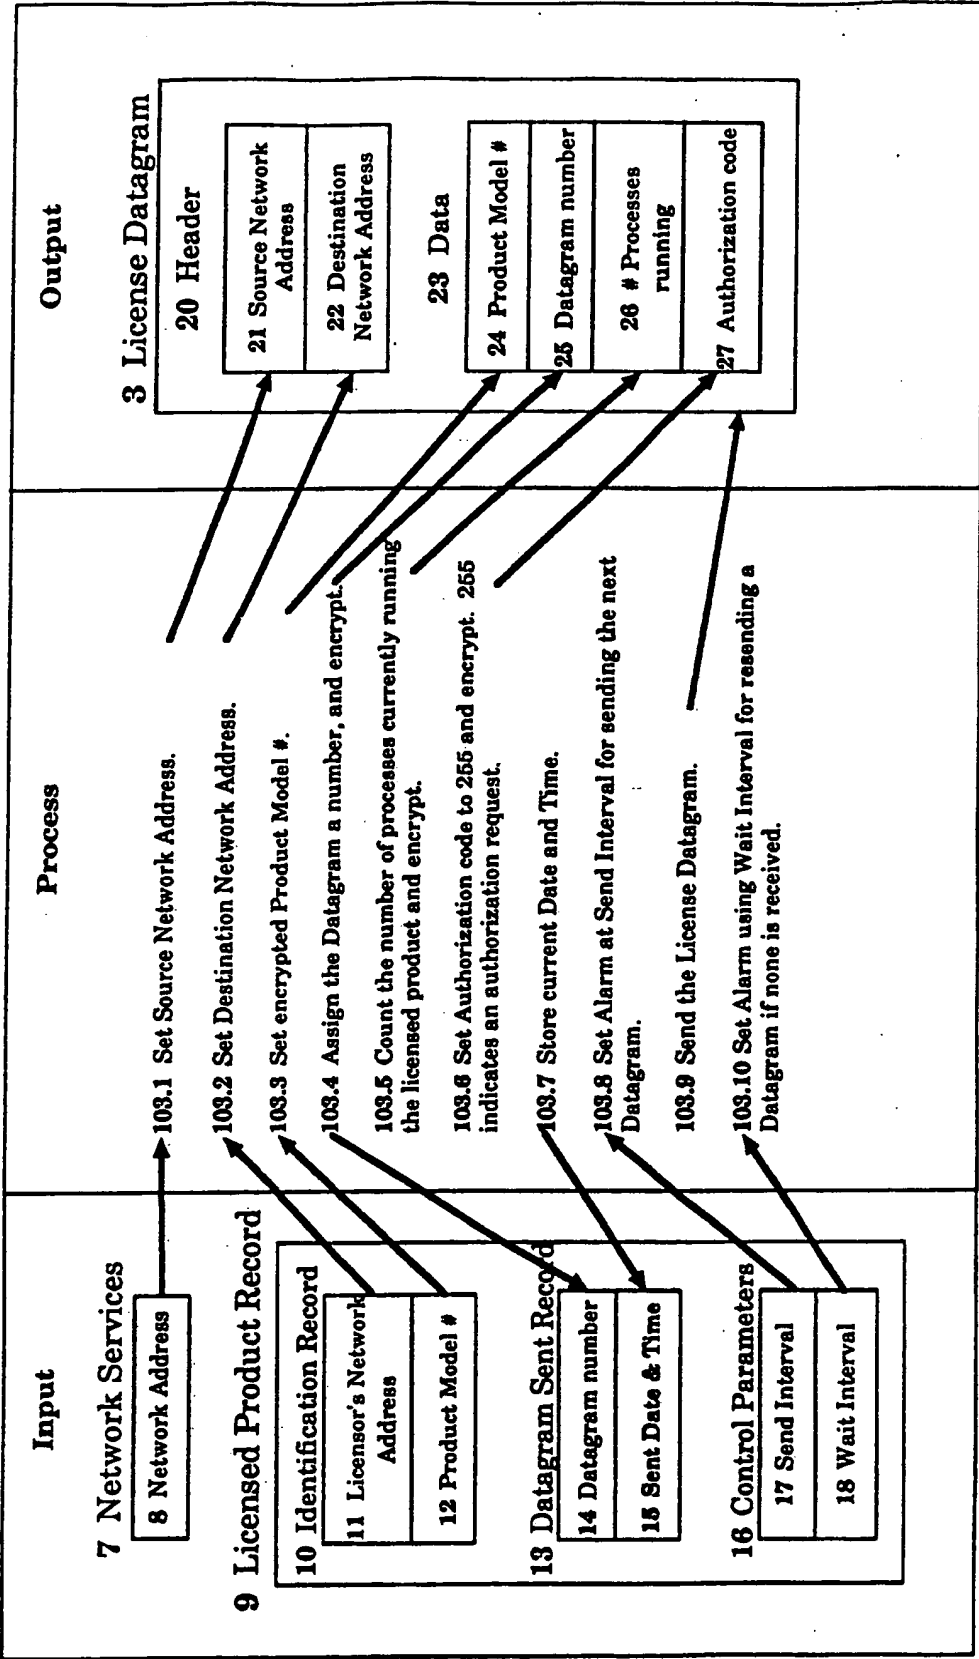 Input
7 Network Services
8 Network Address
9 Licensed Product Record
10 Identification Record
11 Licensor's Network
Address
12 Product Model #
13 Datagram Sent Record
14 Datagram number
15 Sent Date & Time
16 Control Parameters
17 Send Interval
18 Wait Interval
Process
103.1 Set Source Network Address.
103.2 Set Destination Network Address.
103.3 Set encrypted Product Model #.
103.4 Assign the Datagram a number, and encrypt.
103.5 Count the number of processes currently running
the licensed product and encrypt.
103.6 Set Authorization code to 255 and encrypt. 255
indicates an authorization request.
103.7 Store current Date and Time.
103.8 Set Alarm at Send Interval for sending the next
Datagram.
103.9 Send the License Datagram.
103.10 Set Alarm using Wait Interval for resending a
Datagram if none is received.
Output
3 License Datagram
20 Header
21 Source Network
Address
22 Destination
Network Address
23 Data
24 Product Model #
25 Datagram number
26 # Processes
running
27 Authorization code